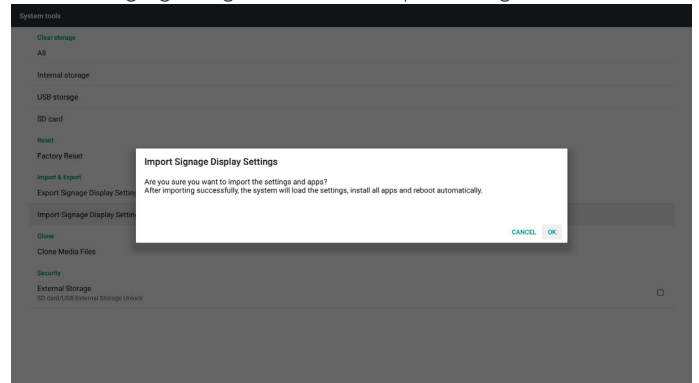 System tools
Clear storage
All
Internal storage
USB storage
SD card
Reset
Factory Reset
Import & Export
Export Signage Display Setting
Import Signage Display Settin
Import Signage Display Settings
Are you sure you want to import the settings and apps?
After importing successfully, the system will load the settings, install all apps and reboot automatically.
CANCEL OK
Clone
Clone Media Files
Security
External Storage
SD card/USB External Storage Unlock